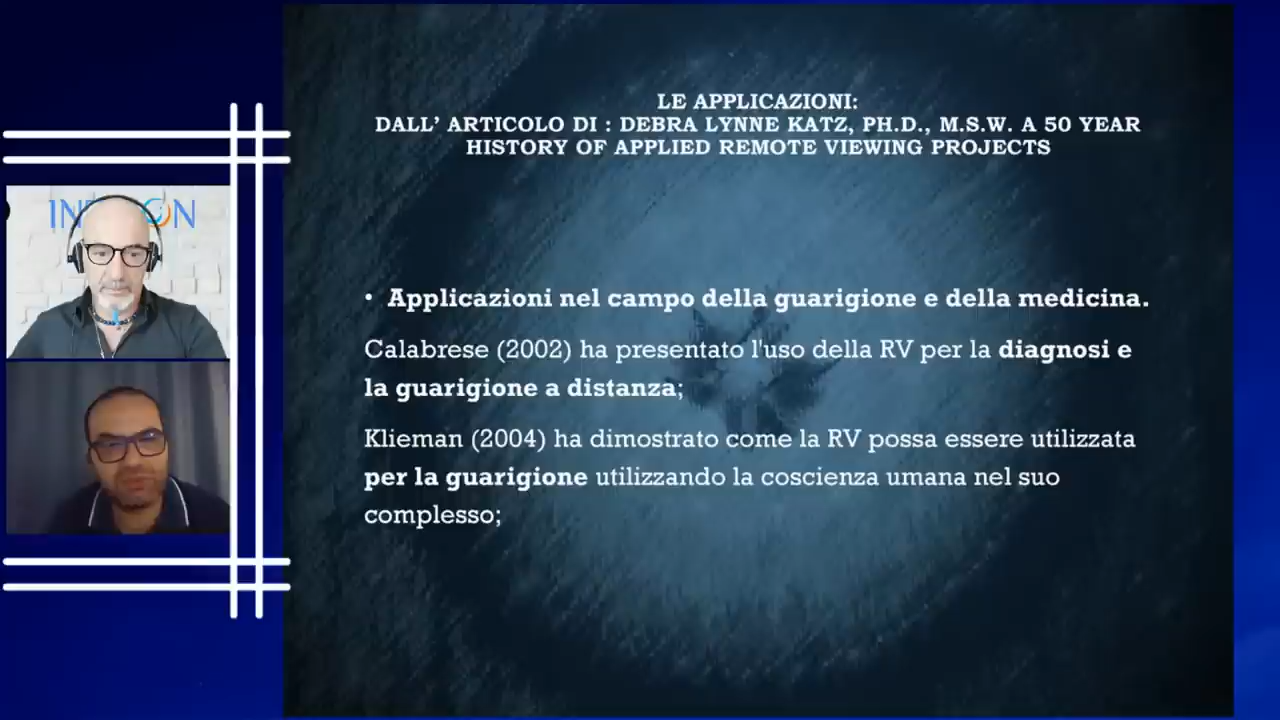 LE APPLICAZIONI:
DALL' ARTICOLO DI : DEBRA LYNNE KATZ, PH.D., M.S.W. A 50 YEAR
HISTORY OF APPLIED REMOTE VIEWING PROJECTS
• Applicazioni nel campo della guarigione e della medicina.
Calabrese (2002) ha presentato l'uso della RV per la diagnosi e
la guarigione a distanza;
Klieman (2004) ha dimostrato come la RV possa essere utilizzata
per la guarigione utilizzando la coscienza umana nel suo
complesso;